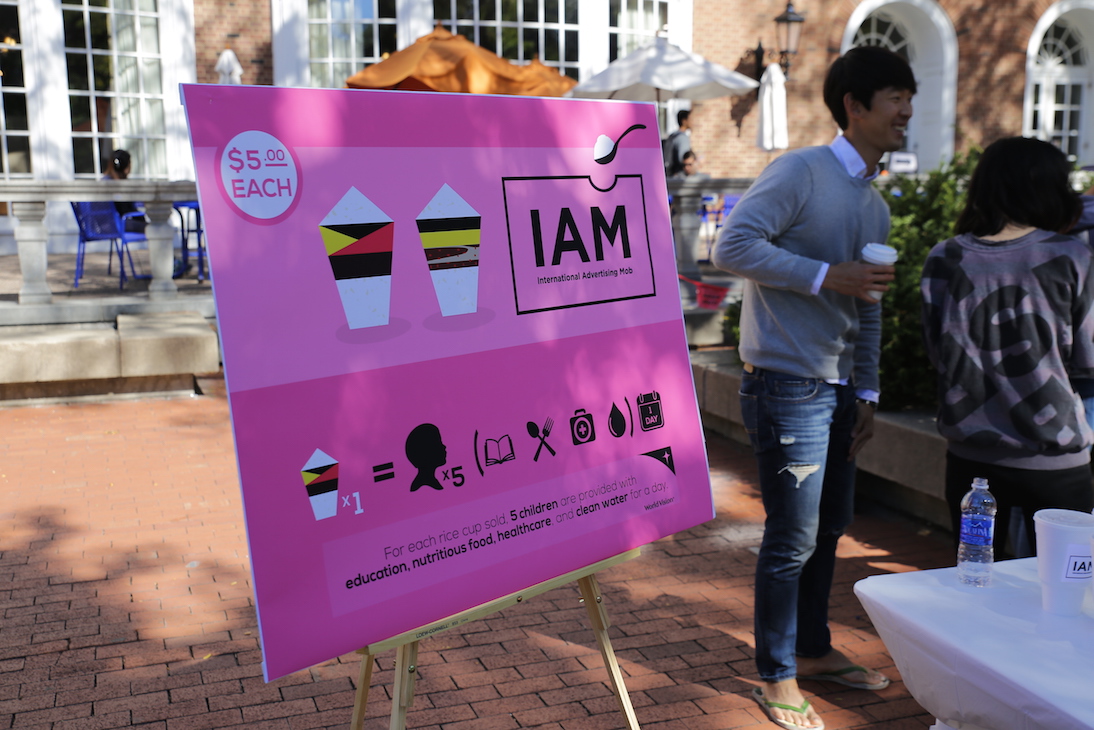 $5.00
EACH
IAM
International Advertising Mob
x1
=
x5
(
)
1
DAY
For each rice cup sold, 5 children are provided with
education, nutritious food, healthcare, and clean water for a day.
World Vision
IAM